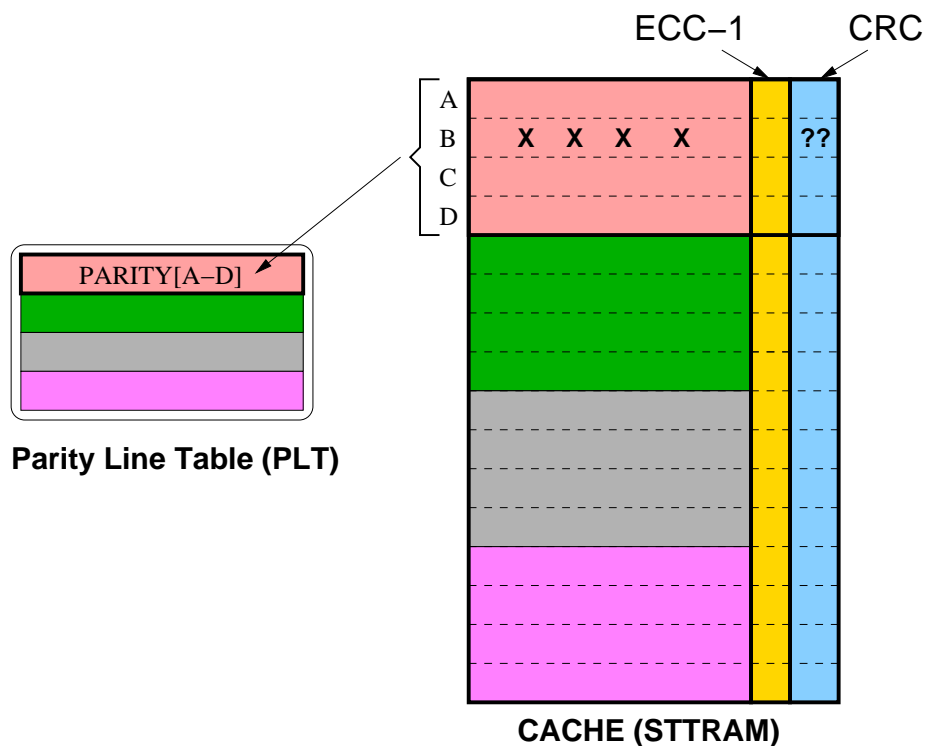 ECC–1 CRC
A
B X X X X ??
C
D
PARITY[A–D]
Parity Line Table (PLT)
CACHE (STTRAM)